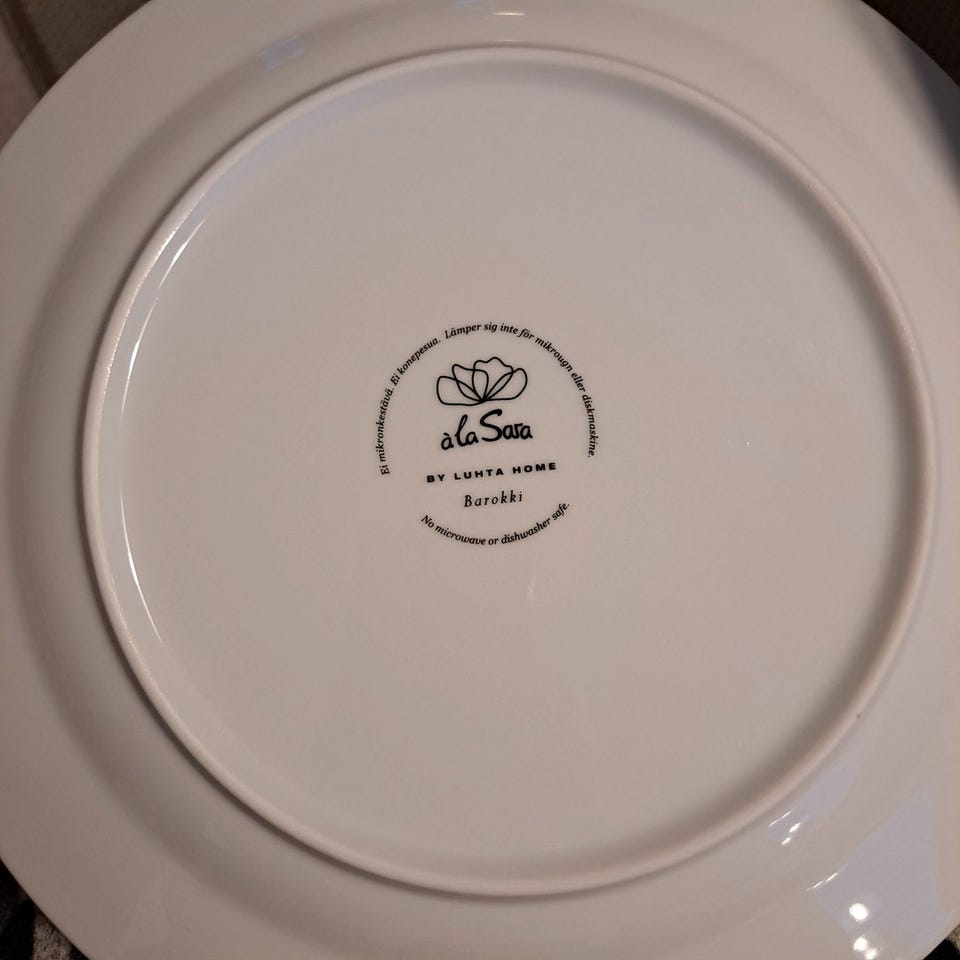 Ei mikronkestävä. Ei konepesua. Lämper sig inte för mikrougn eller diskmaskine.
à la Sara
BY LUHTA HOME
Barokki
No microwave or dishwasher safe.